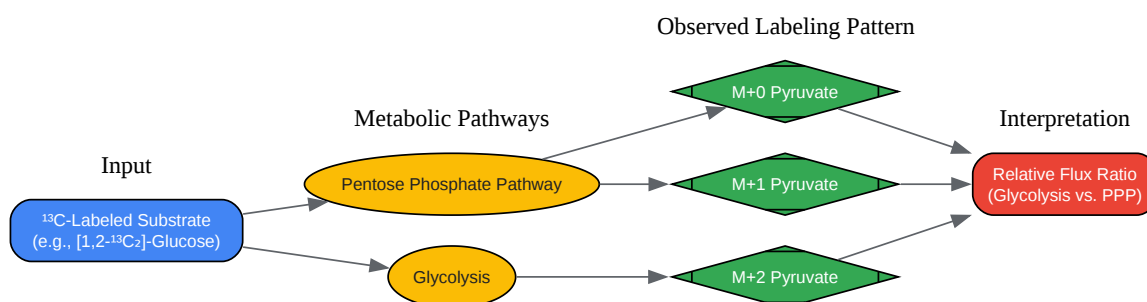 Observed Labeling Pattern
M+0 Pyruvate
Metabolic Pathways
Interpretation
Input
Pentose Phosphate Pathway
M+1 Pyruvate
Relative Flux Ratio
(Glycolysis vs. PPP)
¹³C-Labeled Substrate
(e.g., [1,2-¹³C₂]-Glucose)
Glycolysis
M+2 Pyruvate